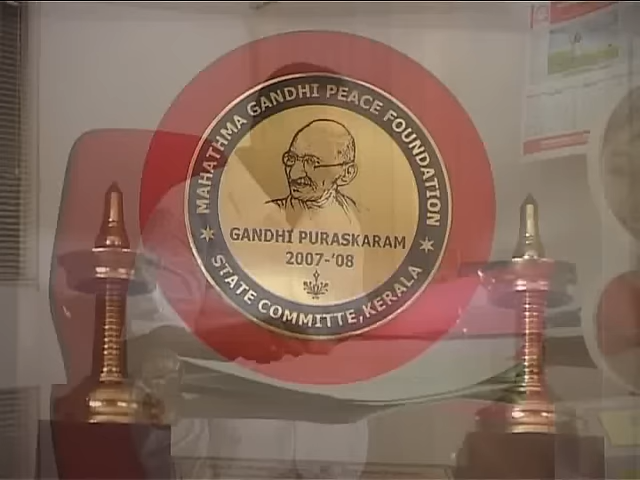 MAHATHMA GANDHI PEACE FOUNDATION
GANDHI PURASKARAM
2007-'08
STATE COMMITTE,KERALA